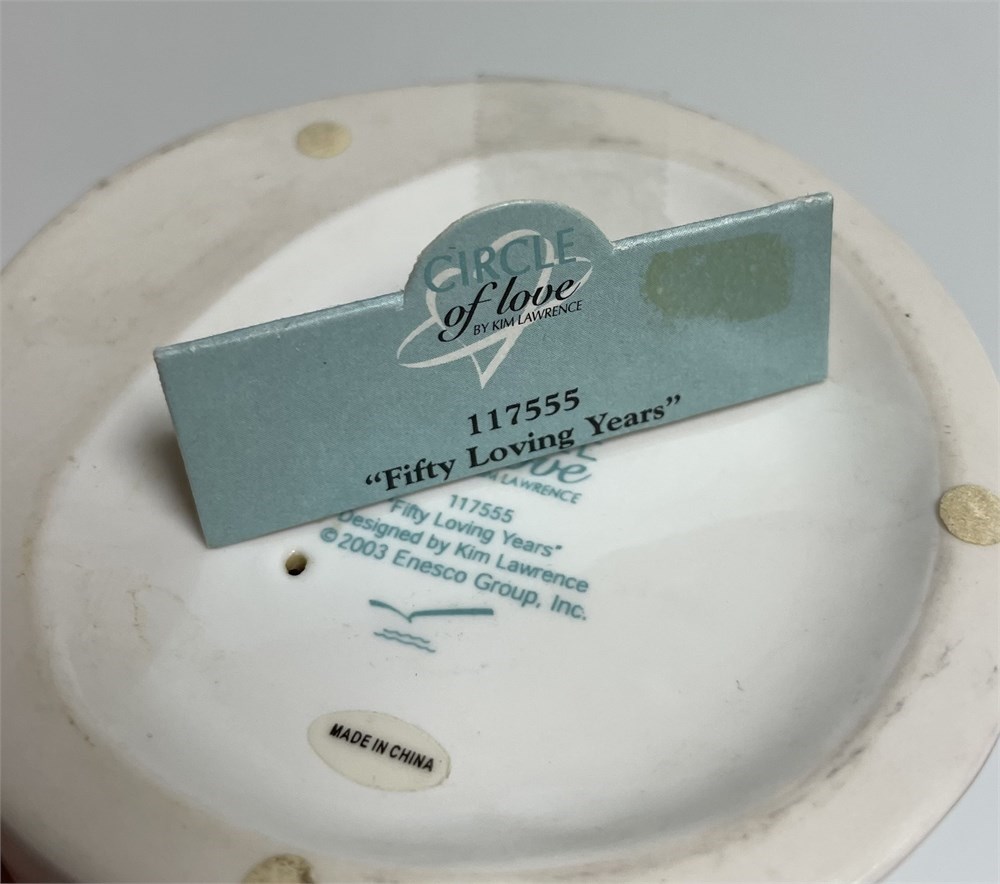 CIRCLE
of love
BY KIM LAWRENCE
117555
“Fifty Loving Years”
LAWRENCE
117555
Fifty Loving Years"
Designed by Kim Lawrence
©2003 Enesco Group, Inc.
MADE IN CHINA